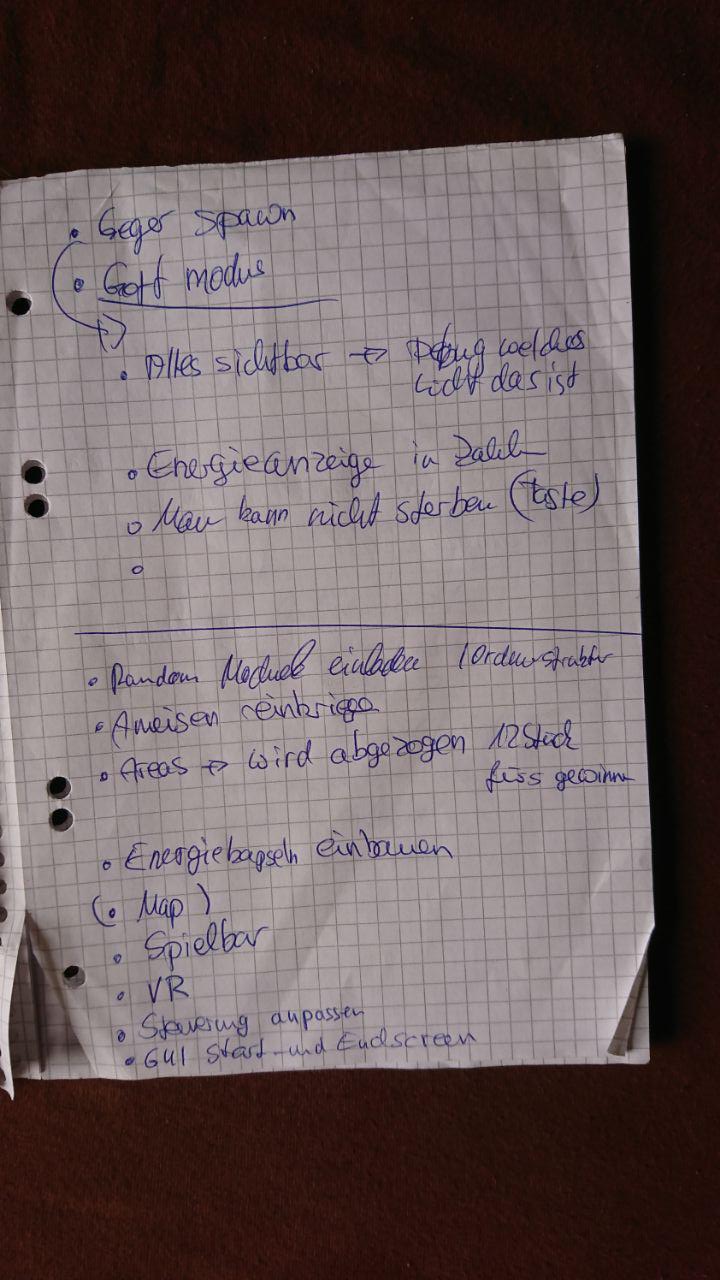 • Geger Spawn
• Gott modus
• Alles sichtbar → Debug welches
Licht das ist
• Energieanzeige in Zahlen
• Man kann nicht sterben (Taste)
•
• Random Module einladen / Ordnerstruktur
• Ameisen reinkriegen
• Areas → wird abgezogen 12 Stück
fürs gewinnen
• Energiekapseln einbauen
(• Map)
• Spielbar
• VR
• Steuerung anpassen
• GUI Start- und Endscreen